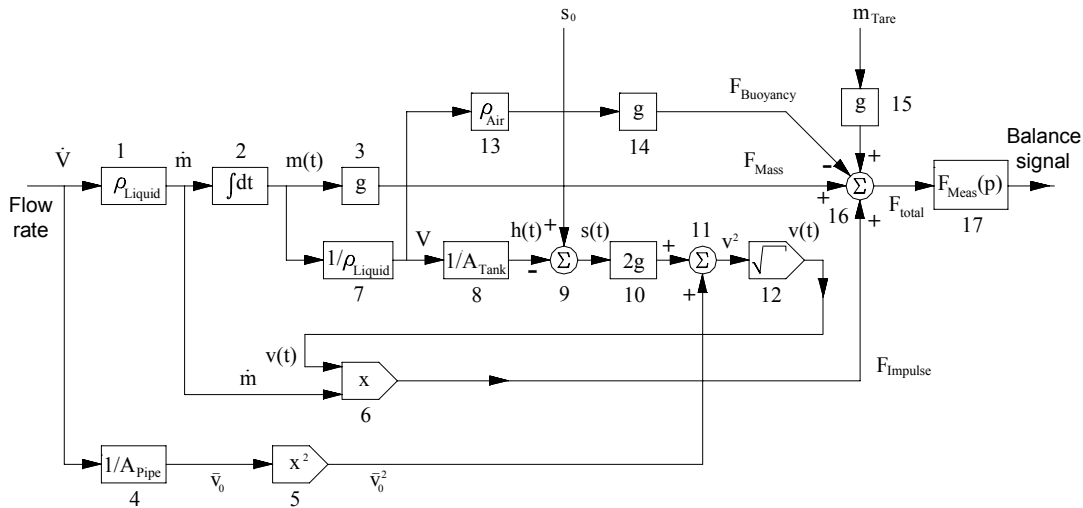 s₀
m_Tare
F_Buoyancy
g 15
ρ_Air
13
g
14
Balance
signal
V̇
1
ṁ
2
m(t)
3
F_Mass
- +
Flow
rate
ρ_Liquid
∫dt
g
+ Σ
16
+
F_total
F_Meas(p)
17
1/ρ_Liquid
7
V
1/A_Tank
8
h(t)
+
-
Σ
9
s(t)
2g
10
+
11
Σ
+
v²
√
12
v(t)
v(t)
ṁ
x
6
F_Impulse
1/A_Pipe
4
v̄₀
x²
5
v̄₀²